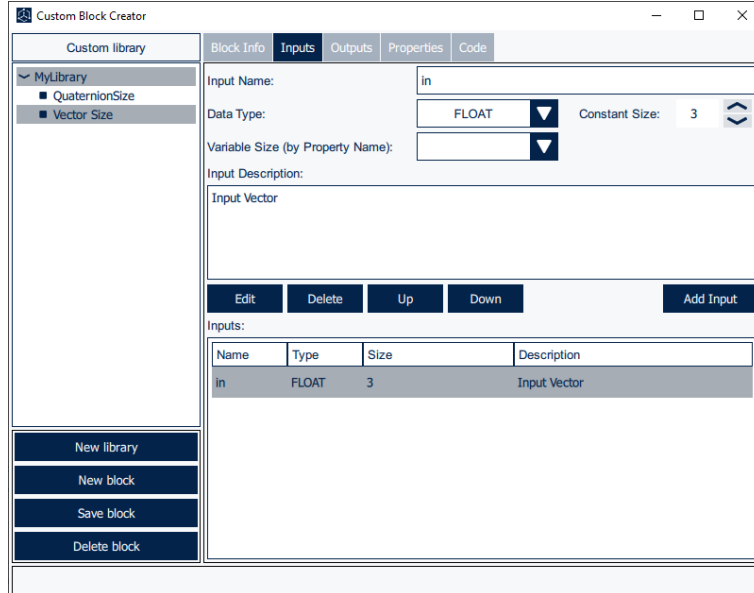 Custom Block Creator
Custom library
MyLibrary
QuaternionSize
Vector Size
New library
New block
Save block
Delete block
Block Info Inputs Outputs Properties Code
Input Name: in
Data Type: FLOAT Constant Size: 3
Variable Size (by Property Name):
Input Description:
Input Vector
Edit Delete Up Down Add Input
Inputs:
Name Type Size Description
in FLOAT 3 Input Vector